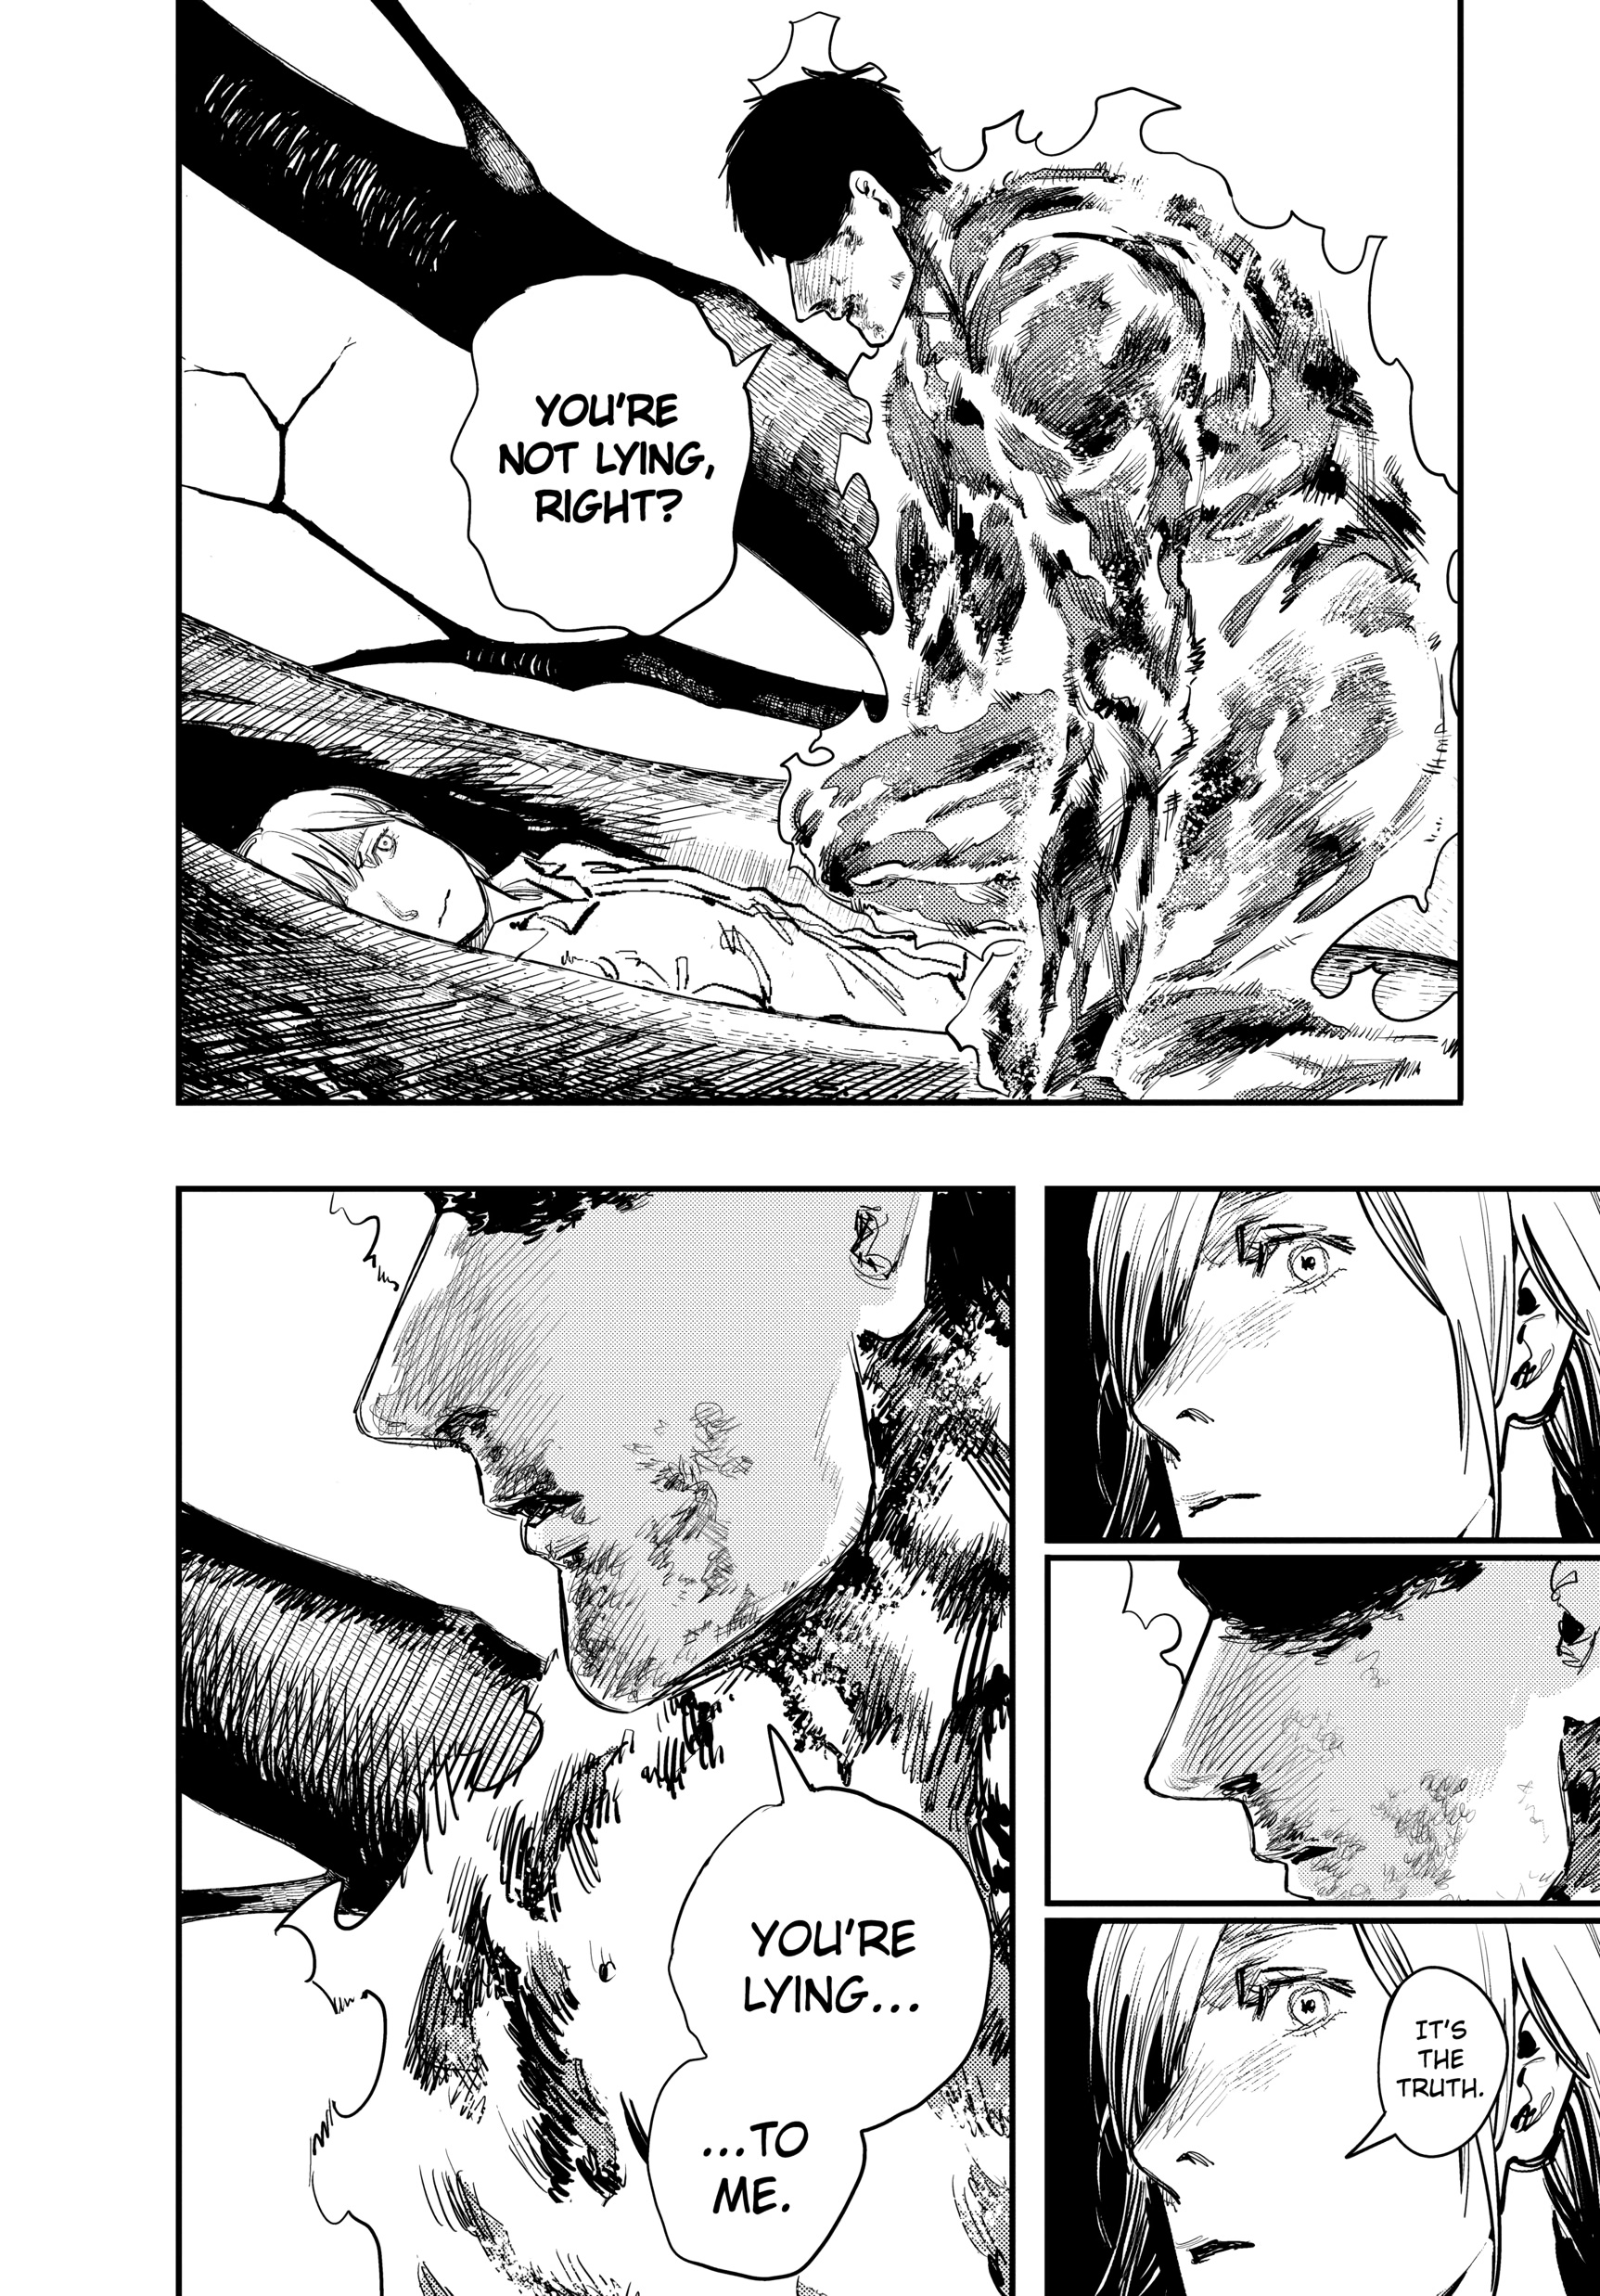 YOU'RE
NOT LYING,
RIGHT?
IT'S
THE
TRUTH.
YOU'RE
LYING...
...TO
ME.